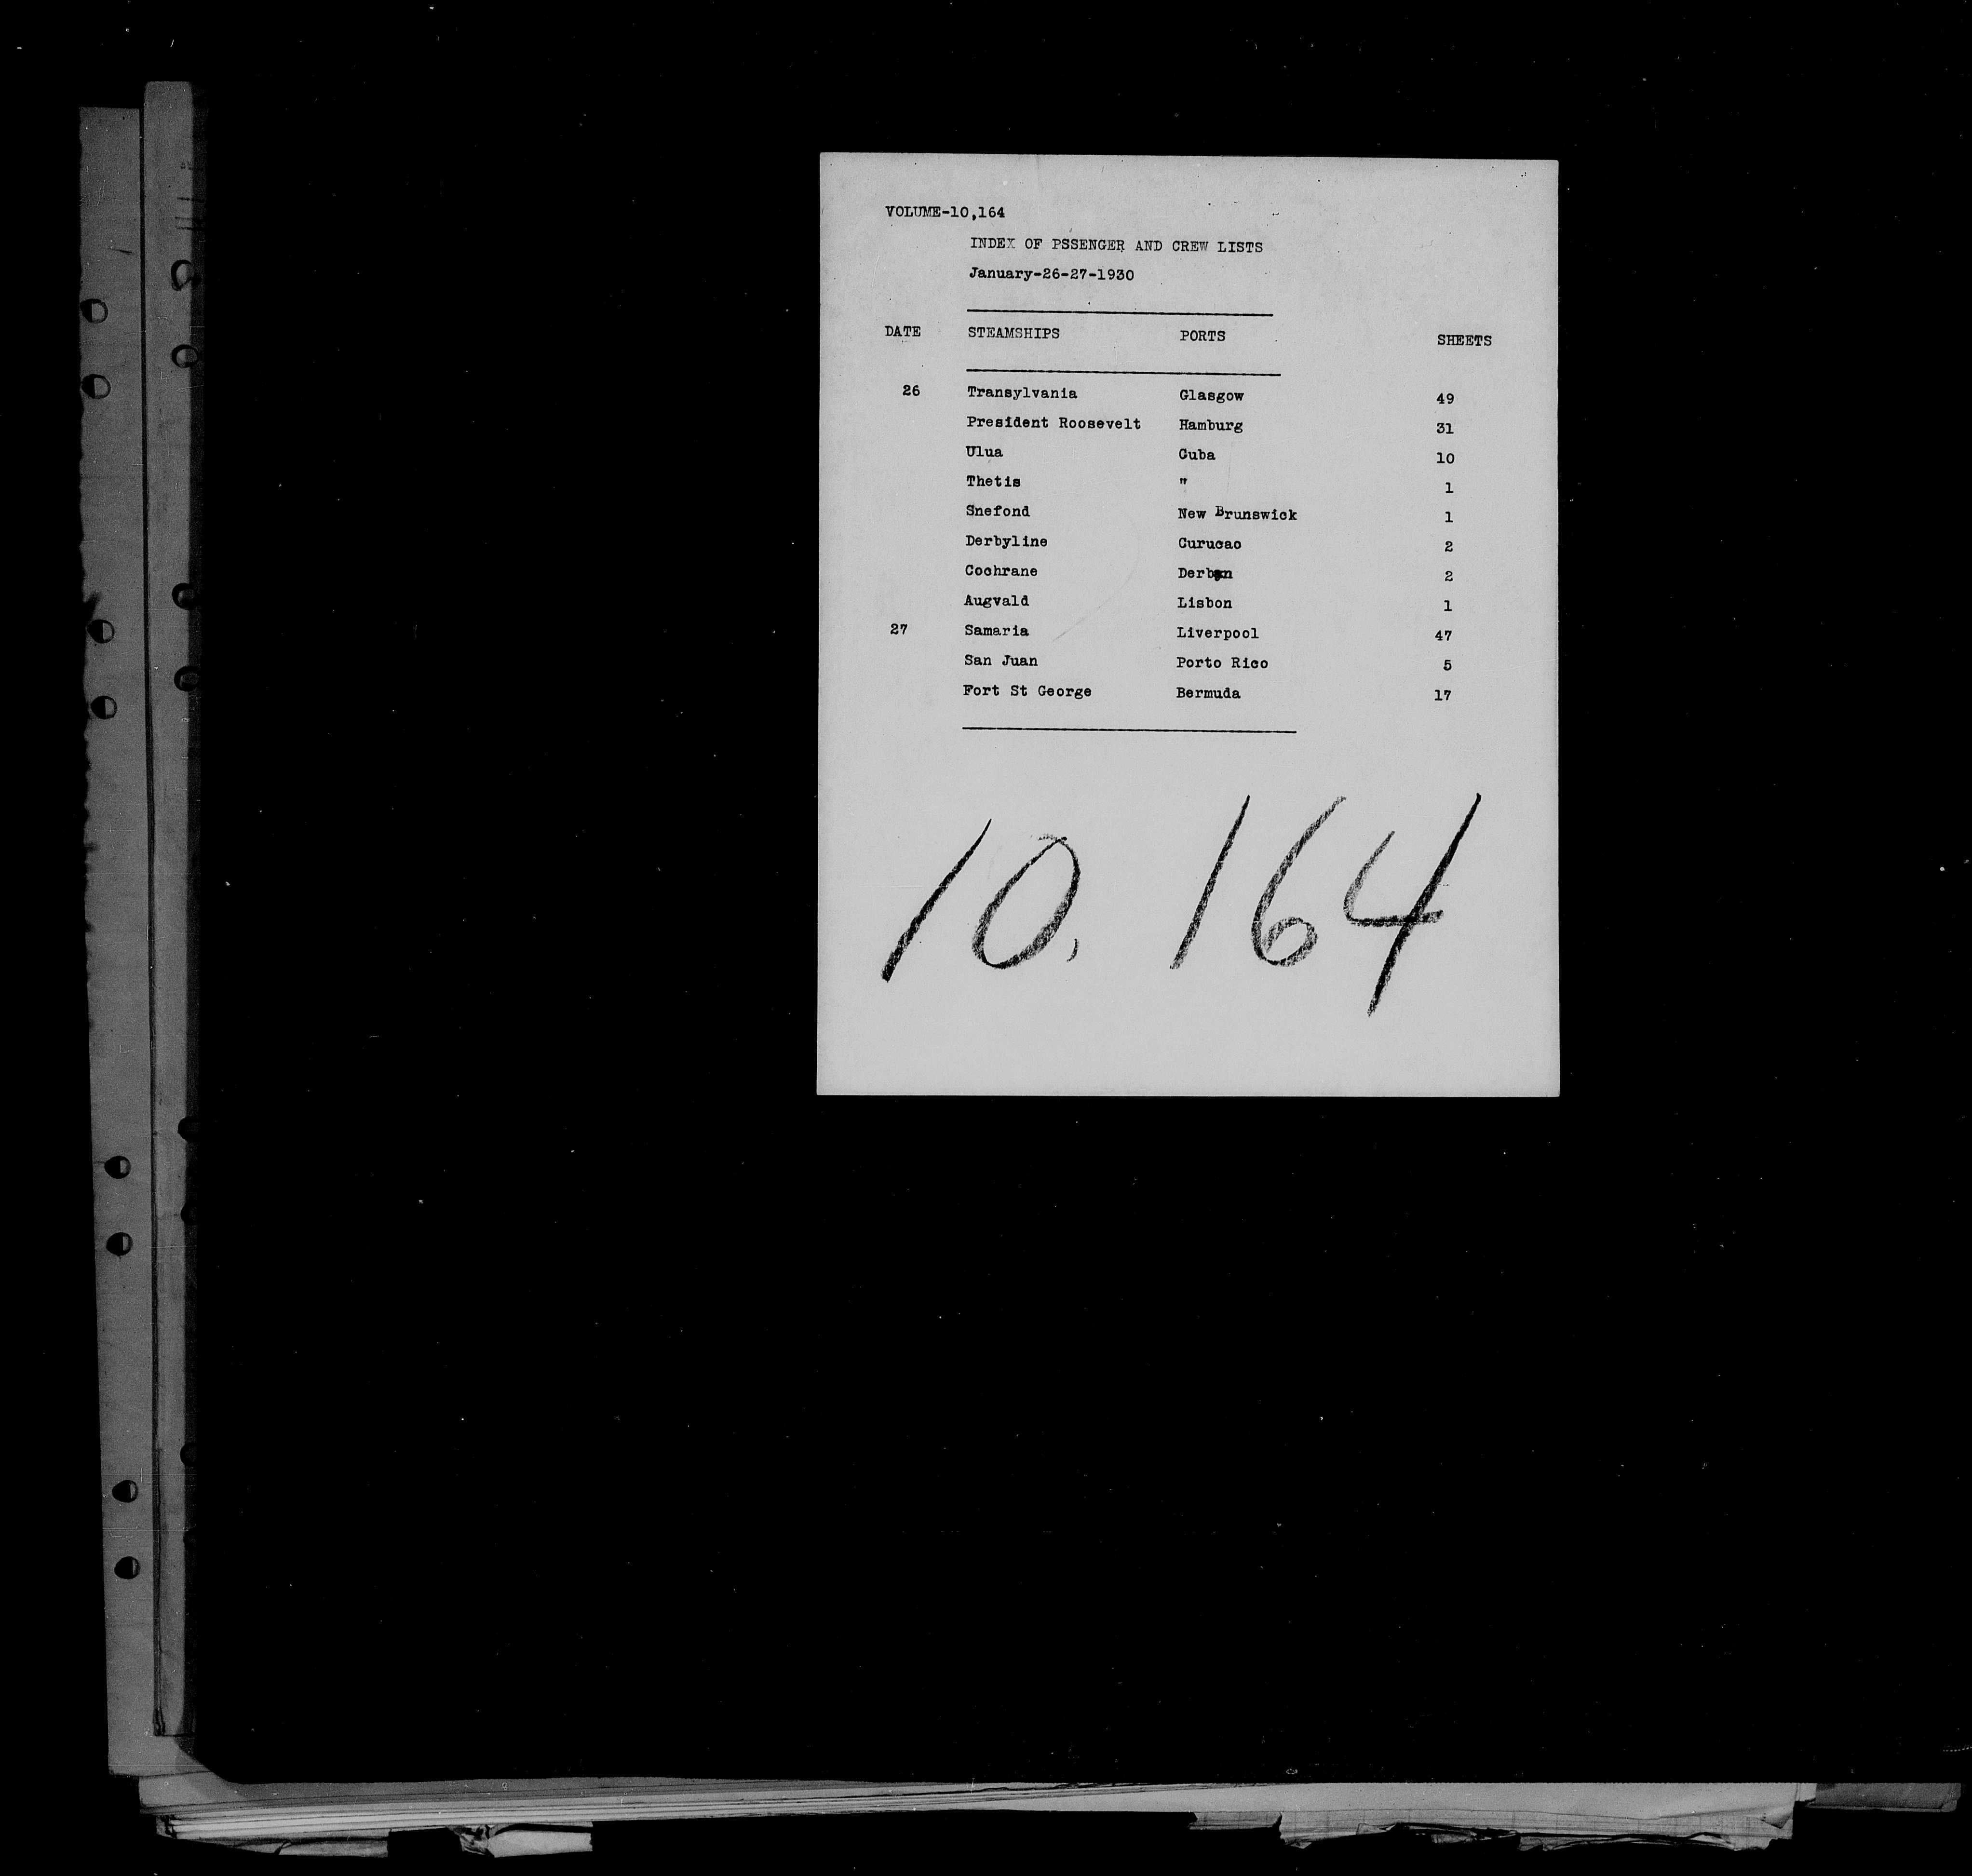 VOLUME-10,164
INDEX OF PSSENGER AND CREW LISTS
January-26-27-1930
DATE STEAMSHIPS PORTS SHEETS
26 Transylvania Glasgow 49
President Roosevelt Hamburg 31
Ulua Cuba 10
Thetis " 1
Snefond New Brunswick 1
Derbyline Curucao 2
Cochrane 2
Augvald Lisbon 1
27 Samaria Liverpool 47
San Juan Porto Rico 5
Fort St George Bermuda 17
10,164